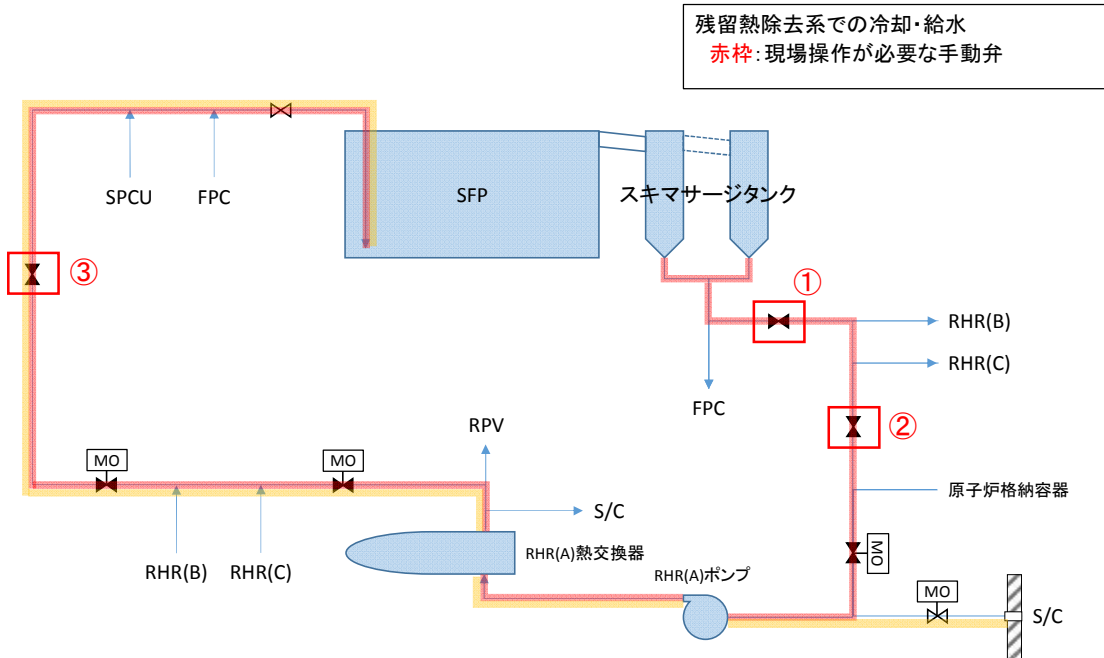 残留熱除去系での冷却・給水
赤枠:現場操作が必要な手動弁
SPCU
FPC
SFP
スキマサージタンク
③
①
RHR(B)
RHR(C)
FPC
②
RPV
MO
MO
原子炉格納容器
S/C
RHR(A)熱交換器
MO
RHR(B)
RHR(C)
RHR(A)ポンプ
MO
S/C